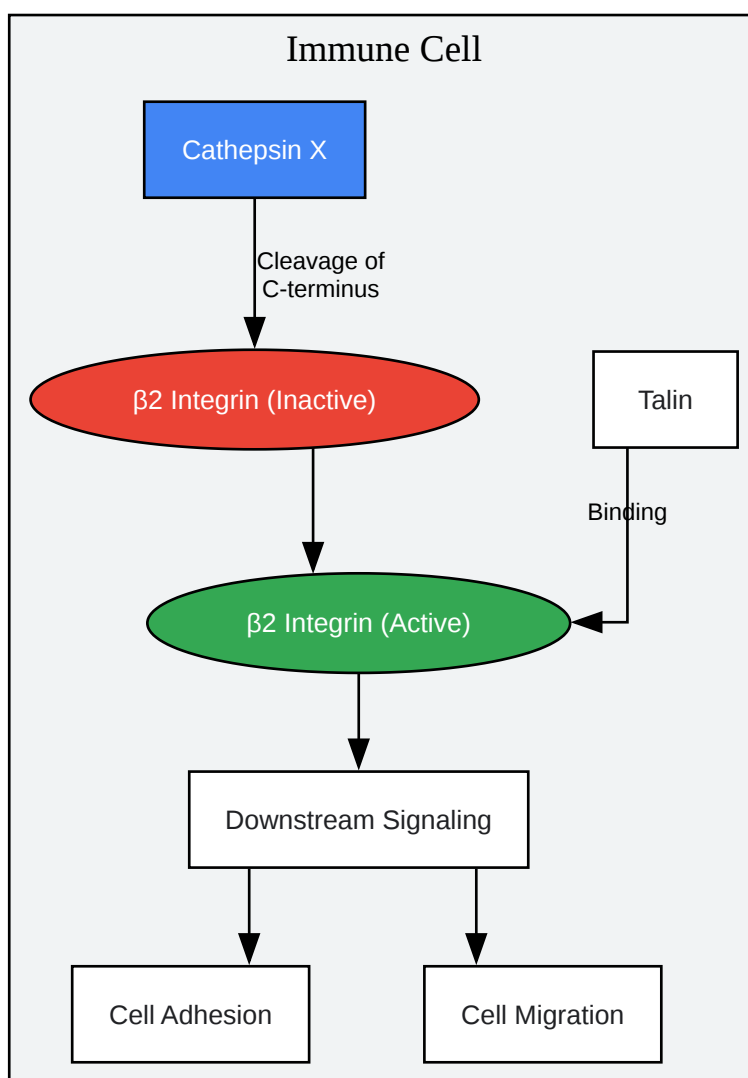 Immune Cell
Cathepsin X
Cleavage of
C-terminus
β2 Integrin (Inactive)
Talin
Binding
β2 Integrin (Active)
Downstream Signaling
Cell Adhesion
Cell Migration